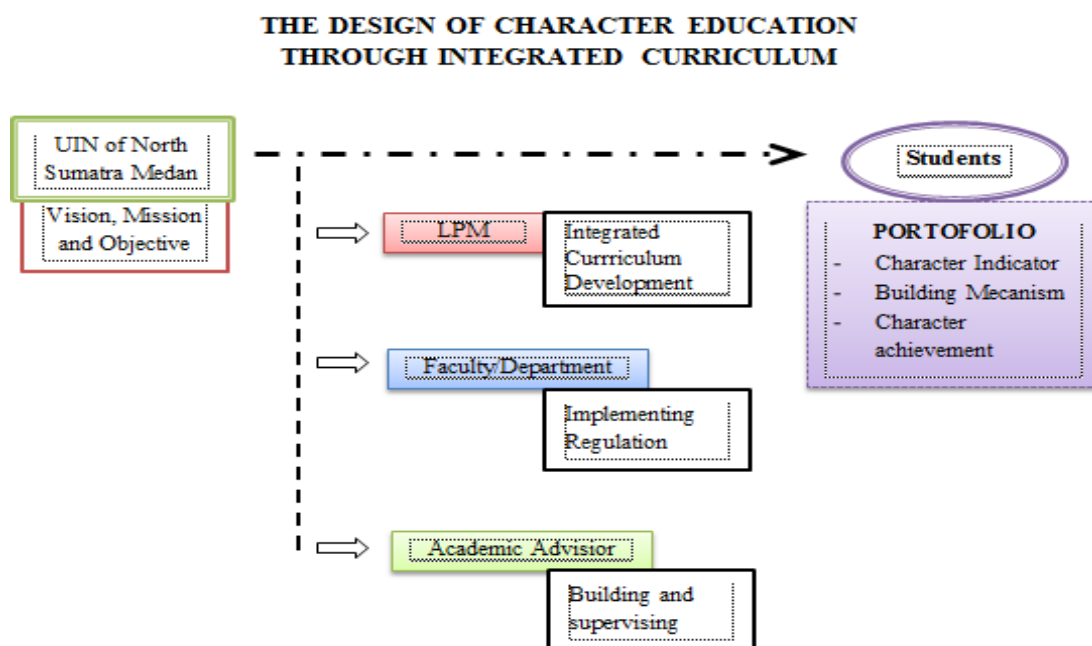 THE DESIGN OF CHARACTER EDUCATION
THROUGH INTEGRATED CURRICULUM
UIN of North
Sumatra Medan
Vision, Mission
and Objective
Students
PORTOFOLIO
- Character Indicator
- Building Mecanism
- Character
achievement
LPM
Integrated
Currriculum
Development
Faculty/Department
Implementing
Regulation
Academic Advisior
Building and
supervising